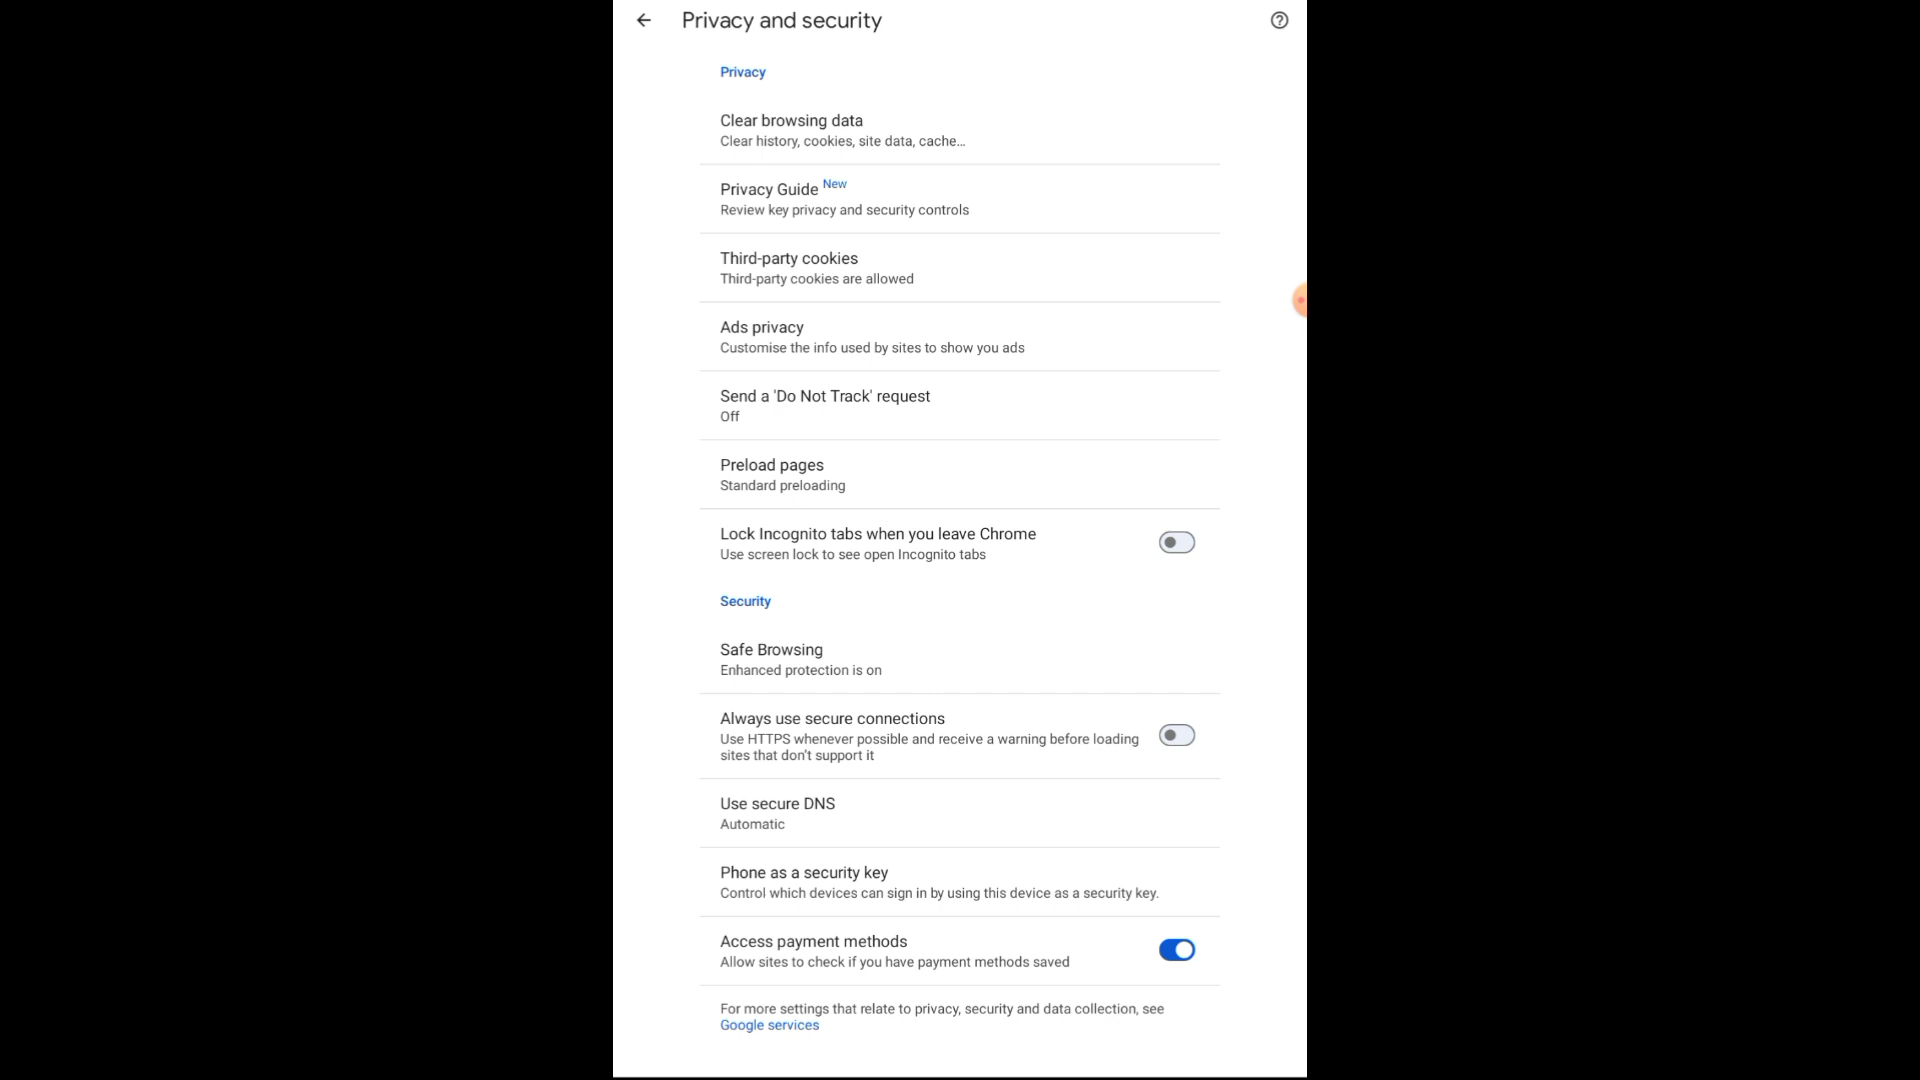 Privacy and security
Privacy
Clear browsing data
Clear history, cookies, site data, cache...
Privacy Guide New
Review key privacy and security controls
Third-party cookies
Third-party cookies are allowed
Ads privacy
Customise the info used by sites to show you ads
Send a 'Do Not Track' request
Off
Preload pages
Standard preloading
Lock Incognito tabs when you leave Chrome
Use screen lock to see open Incognito tabs
Security
Safe Browsing
Enhanced protection is on
Always use secure connections
Use HTTPS whenever possible and receive a warning before loading
sites that don't support it
Use secure DNS
Automatic
Phone as a security key
Control which devices can sign in by using this device as a security key.
Access payment methods
Allow sites to check if you have payment methods saved
For more settings that relate to privacy, security and data collection, see
Google services